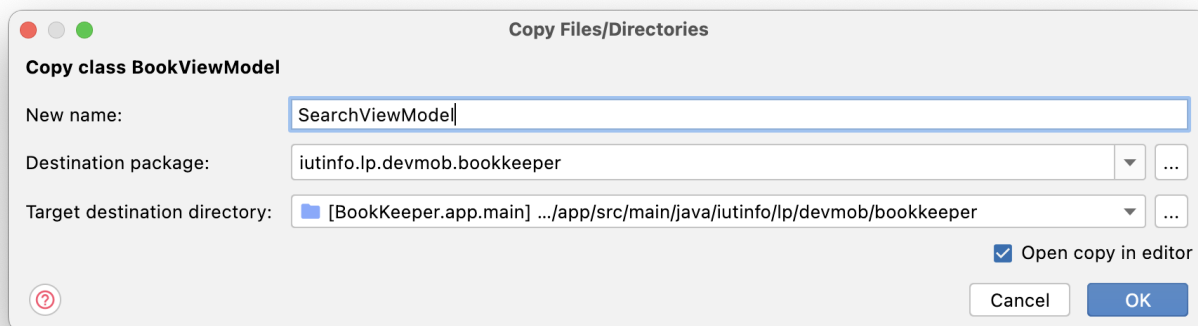 Copy Files/Directories
Copy class BookViewModel
New name: SearchViewModel
Destination package: iutinfo.lp.devmob.bookkeeper ...
Target destination directory: [BookKeeper.app.main] .../app/src/main/java/iutinfo/lp/devmob/bookkeeper ...
Open copy in editor
? Cancel OK